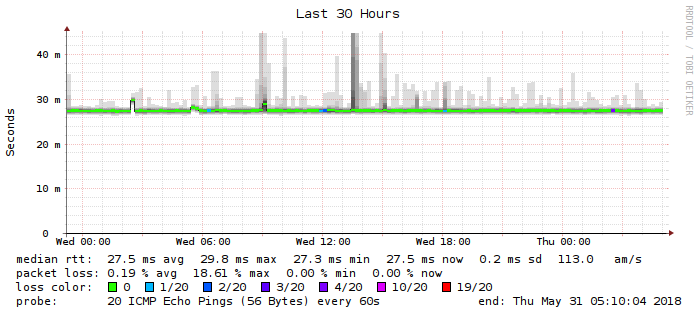 Last 30 Hours
RRDTOOL / TOBI OETIKER
Seconds
40 m
30 m
20 m
10 m
0
Wed 00:00 Wed 06:00 Wed 12:00 Wed 18:00 Thu 00:00
median rtt: 27.5 ms avg 29.8 ms max 27.3 ms min 27.5 ms now 0.2 ms sd 113.0 am/s
packet loss: 0.19 % avg 18.61 % max 0.00 % min 0.00 % now
loss color: 0 1/20 2/20 3/20 4/20 10/20 19/20
probe: 20 ICMP Echo Pings (56 Bytes) every 60s end: Thu May 31 05:10:04 2018